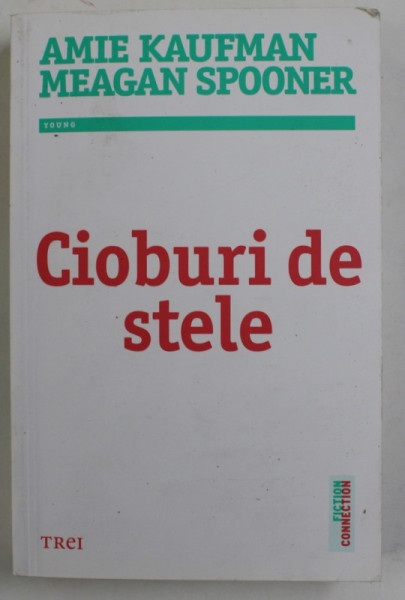 AMIE KAUFMAN
MEAGAN SPOONER
YOUNG
Cioburi de
stele
FICTION
CONNECTION
TREI